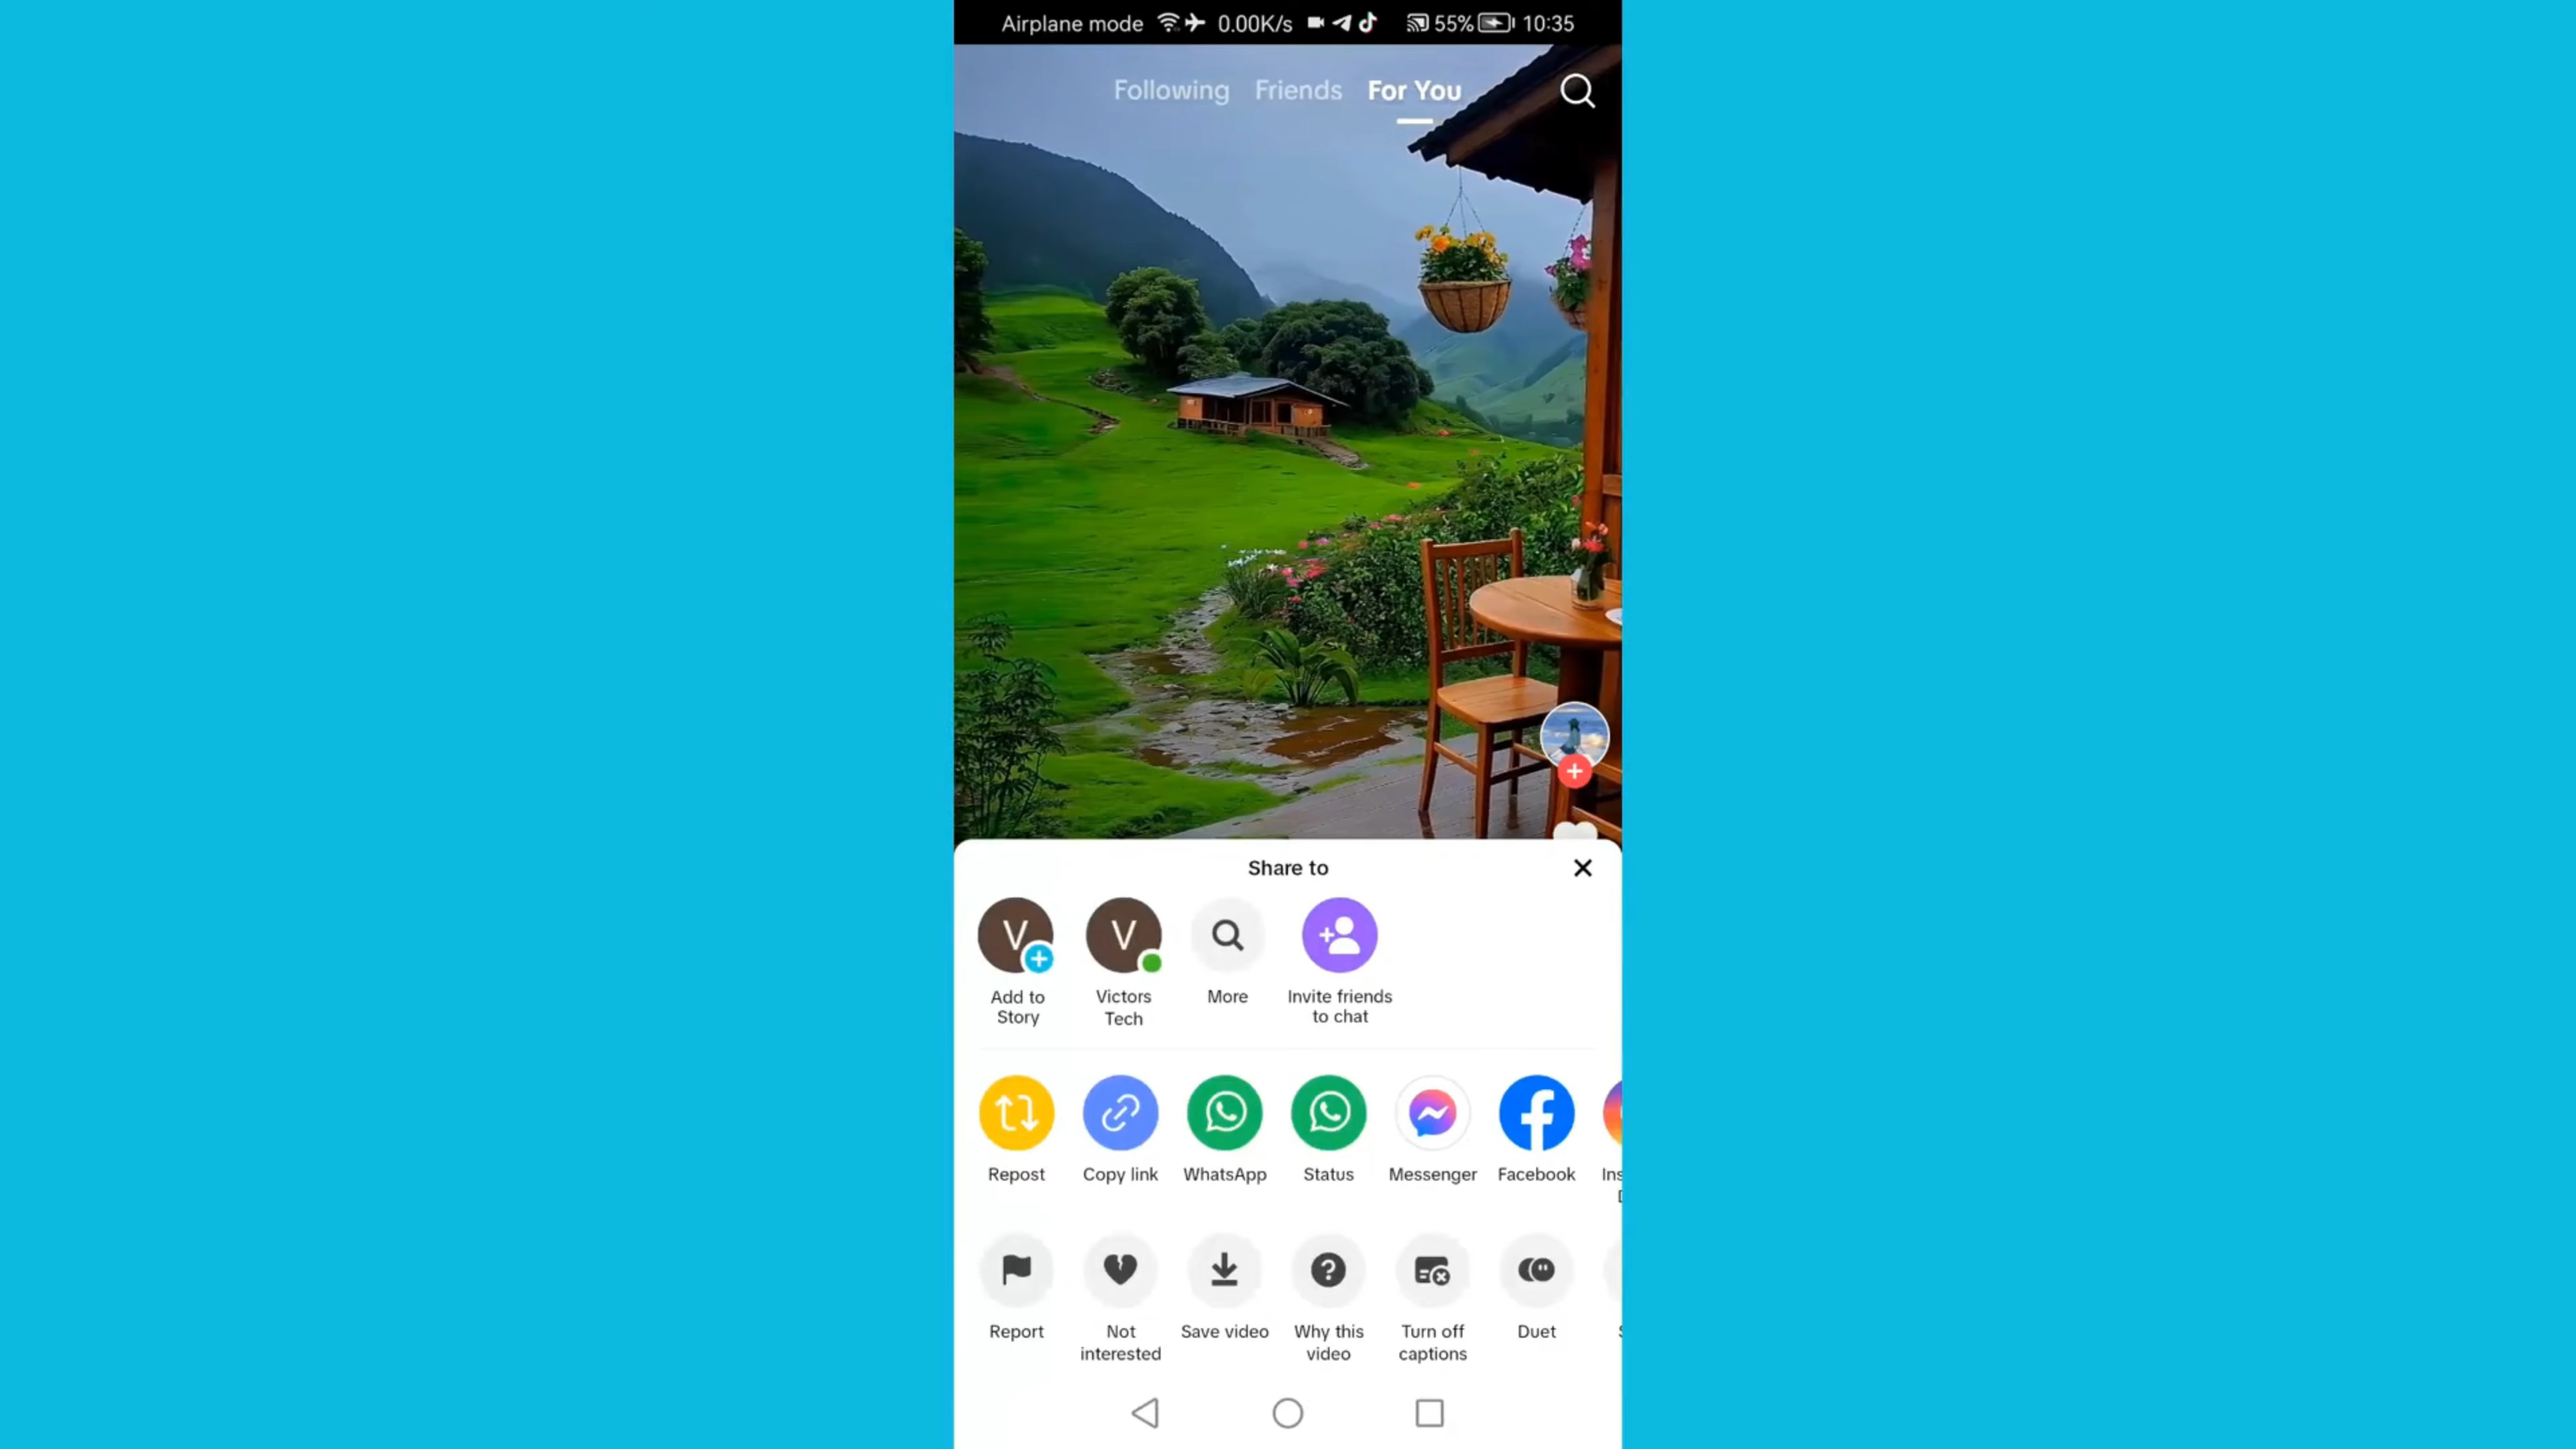 Airplane mode 0.00K/s 55% 10:35
Following Friends For You
Share to
V V
Add to Story
Victors Tech
More
Invite friends to chat
Repost
Copy link
WhatsApp
Status
Messenger
Facebook
Report
Not interested
Save video
Why this video
Turn off captions
Duet